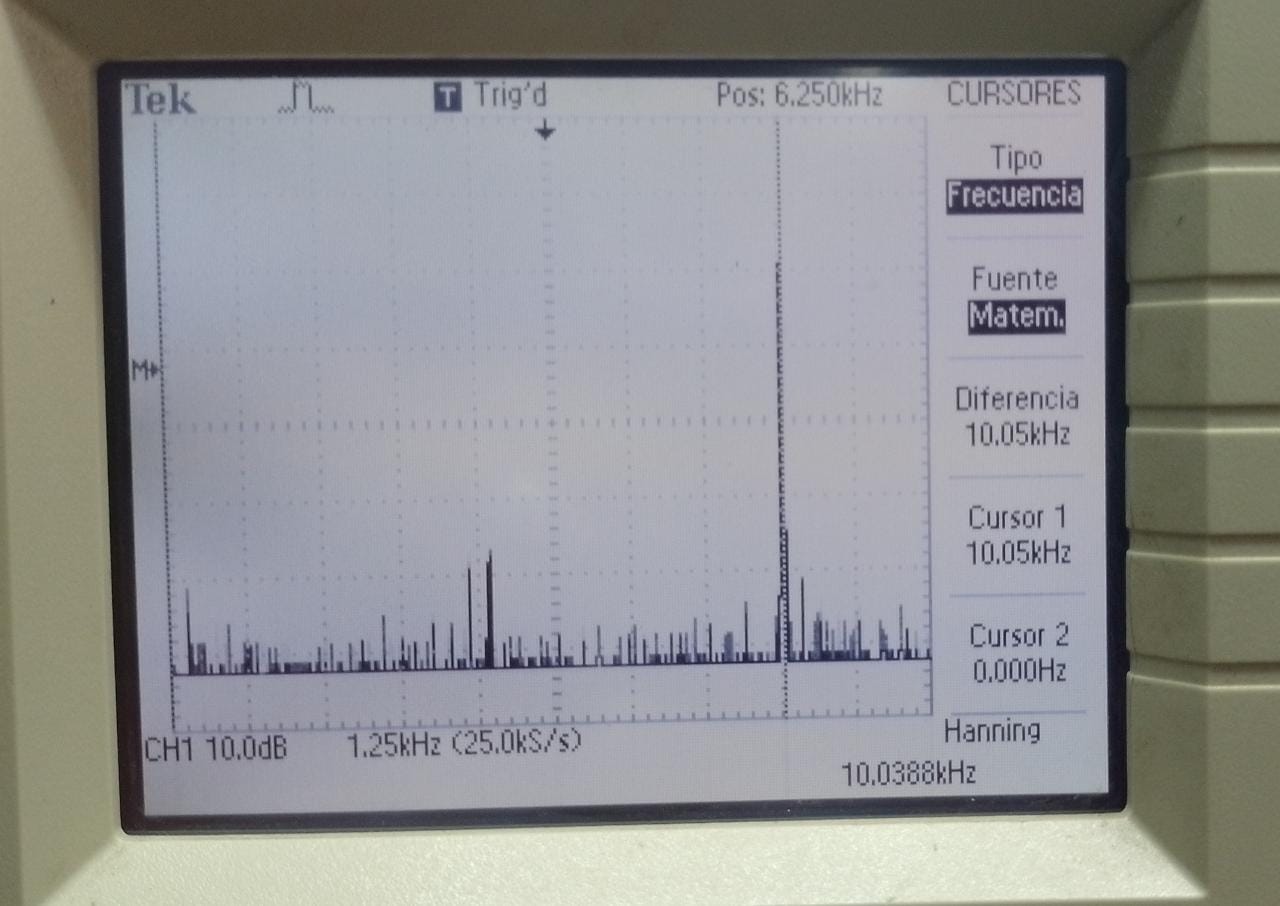 Tek T Trig'd Pos: 6.250kHz CURSORES
Tipo
Frecuencia
Fuente
Matem.
M
Diferencia
10.05kHz
Cursor 1
10.05kHz
Cursor 2
0.000Hz
CH1 10.0dB 1.25kHz (25.0kS/s) Hanning
10.0388kHz